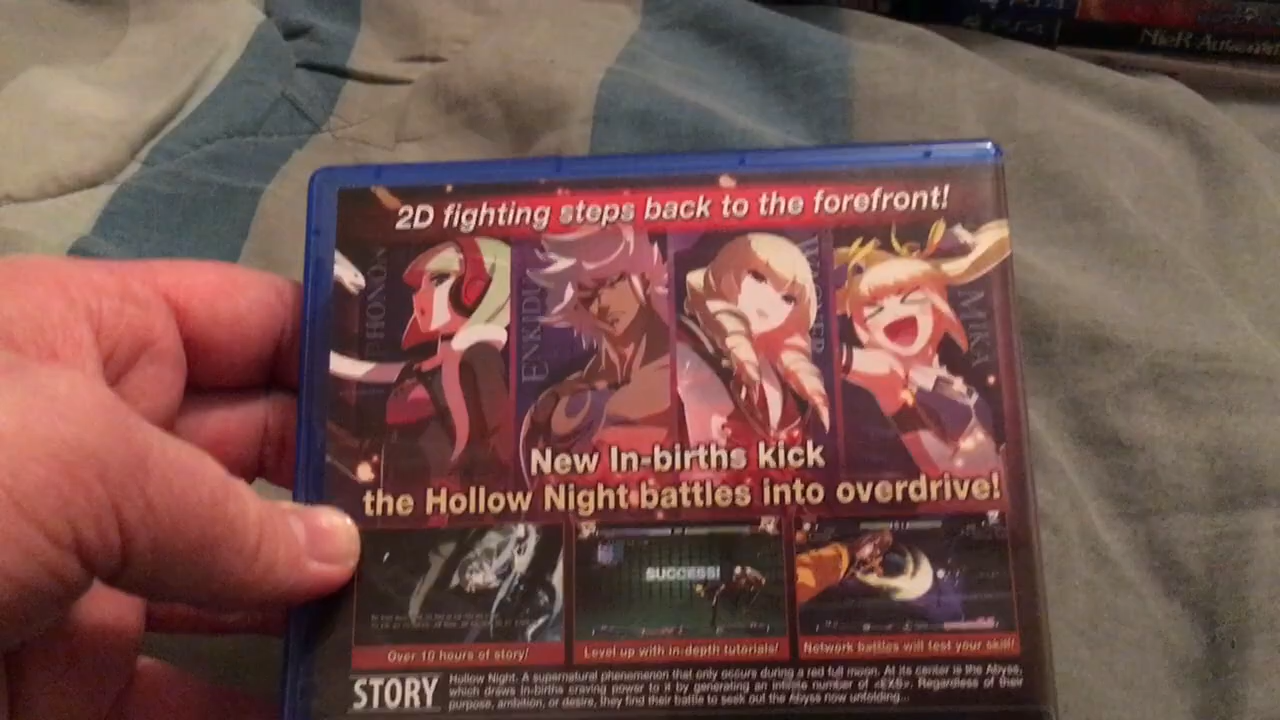 PS4
NieR:Automata
2D fighting steps back to the forefront!
PHONON
ENKIDU
WAGNER
MIKA
New In-births kick
the Hollow Night battles into overdrive!
SUCCESS!
Over 10 hours of story!
Level up with in-depth tutorials!
Network battles will test your skill!
STORY
Hollow Night. A supernatural phenomenon that only occurs during a red full moon. At its center is the Abyss,
which draws In-births craving power to it by generating an infinite number of «EXS». Regardless of their
purpose, ambition, or desire, they find their battle to seek out the Abyss now unfolding...